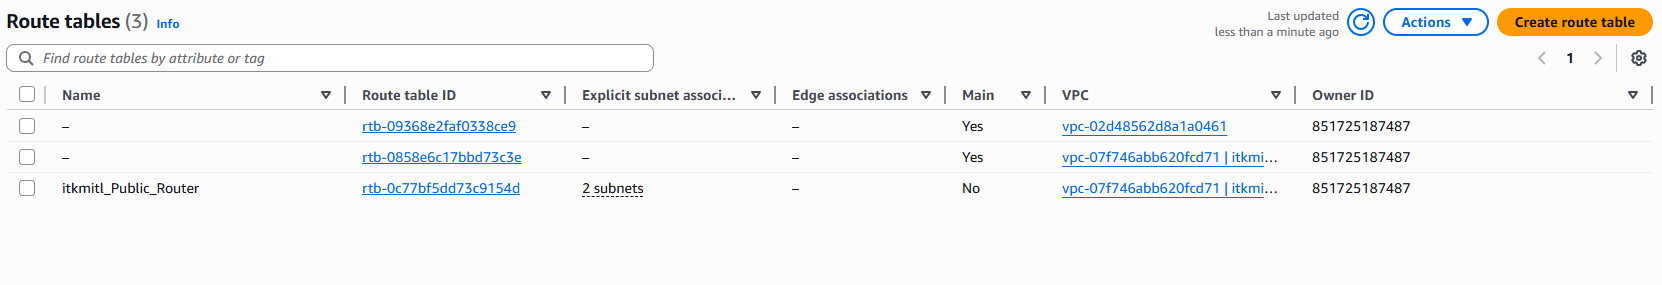 Route tables (3) Info
Last updated
less than a minute ago
Actions
Create route table
Find route tables by attribute or tag
1
Name Route table ID Explicit subnet associ... Edge associations Main VPC Owner ID
– rtb-09368e2faf0338ce9 – – Yes vpc-02d48562d8a1a0461 851725187487
– rtb-0858e6c17bbd73c3e – – Yes vpc-07f746abb620fcd71 | itkmi... 851725187487
itkmitl_Public_Router rtb-0c77bf5dd73c9154d 2 subnets – No vpc-07f746abb620fcd71 | itkmi... 851725187487